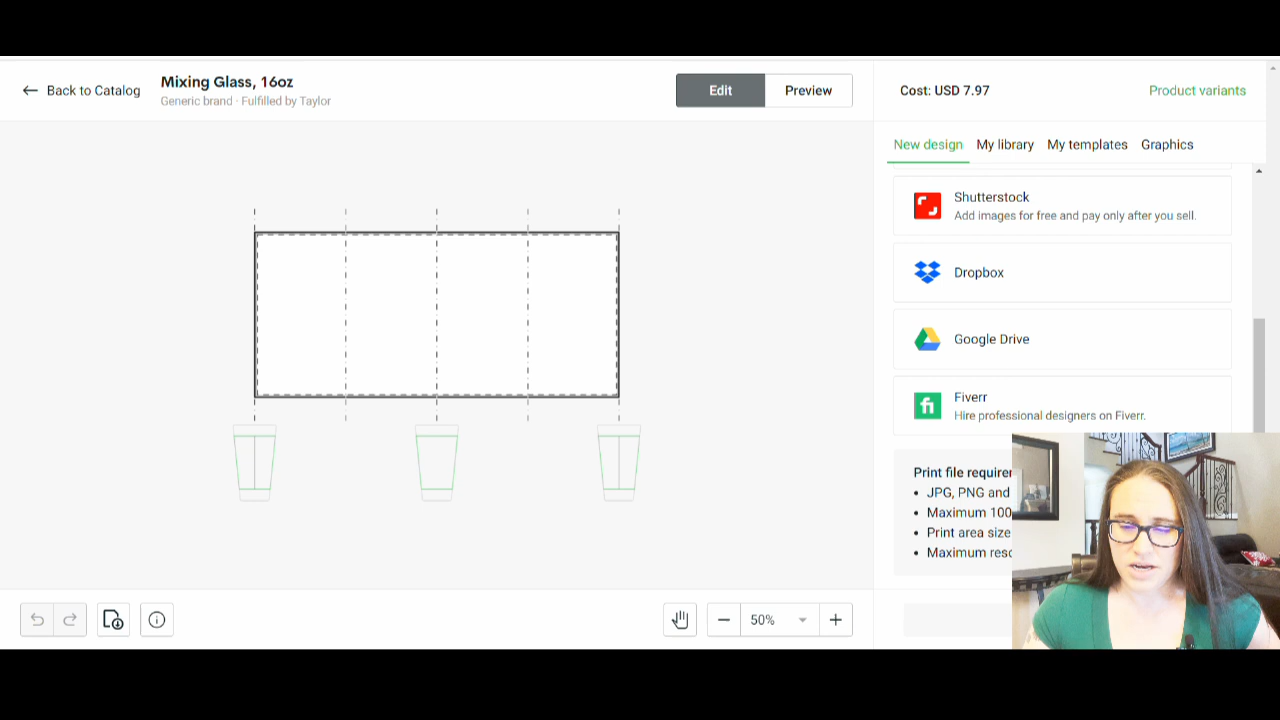 Back to Catalog
Mixing Glass, 16oz
Generic brand · Fulfilled by Taylor
Edit
Preview
Cost: USD 7.97
Product variants
New design
My library
My templates
Graphics
Shutterstock
Add images for free and pay only after you sell.
Dropbox
Google Drive
fi
Fiverr
Hire professional designers on Fiverr.
Print file
• JPG, PNG and
• Maximum 100
• Print area size
• Maximum
50%